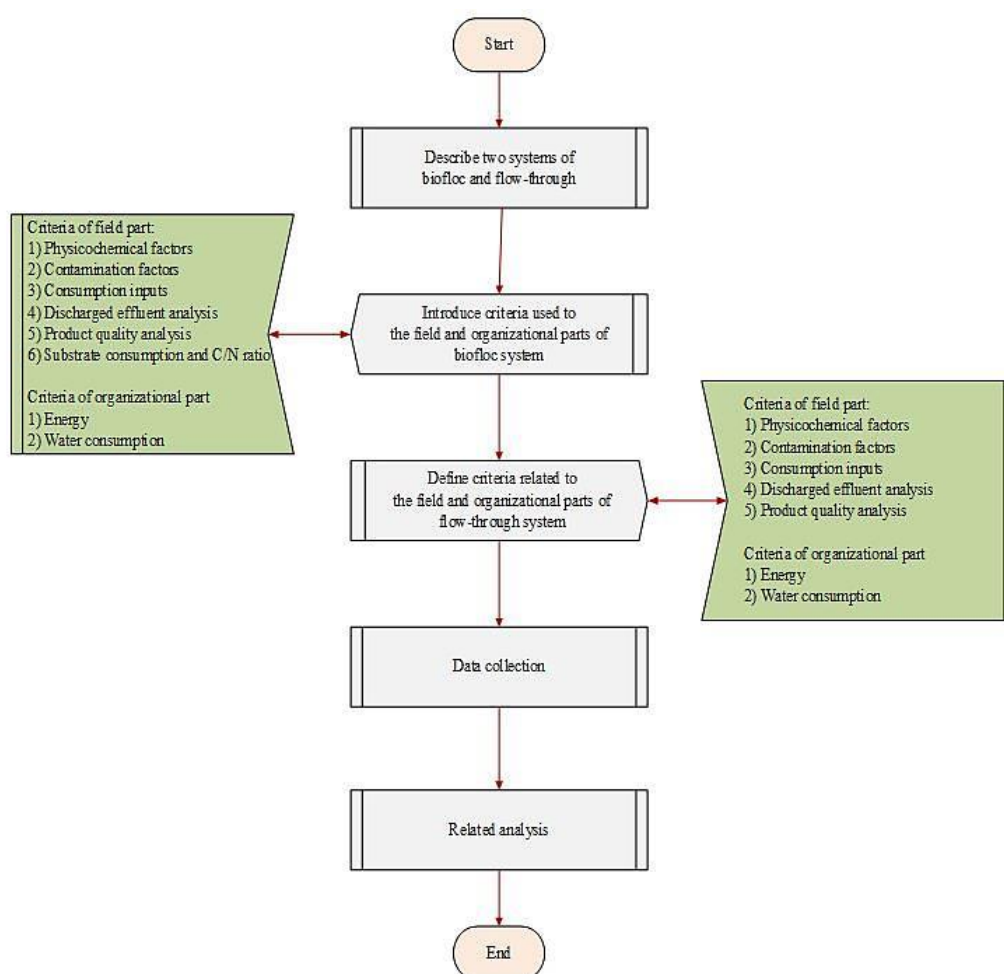 Start
Describe two systems of
biofloc and flow-through
Criteria of field part:
1) Physicochemical factors
2) Contamination factors
3) Consumption inputs
4) Discharged effluent analysis
5) Product quality analysis
6) Substrate consumption and C/N ratio
Criteria of organizational part
1) Energy
2) Water consumption
Introduce criteria used to
the field and organizational parts of
biofloc system
Define criteria related to
the field and organizational parts of
flow-through system
Criteria of field part:
1) Physicochemical factors
2) Contamination factors
3) Consumption inputs
4) Discharged effluent analysis
5) Product quality analysis
Criteria of organizational part
1) Energy
2) Water consumption
Data collection
Related analysis
End